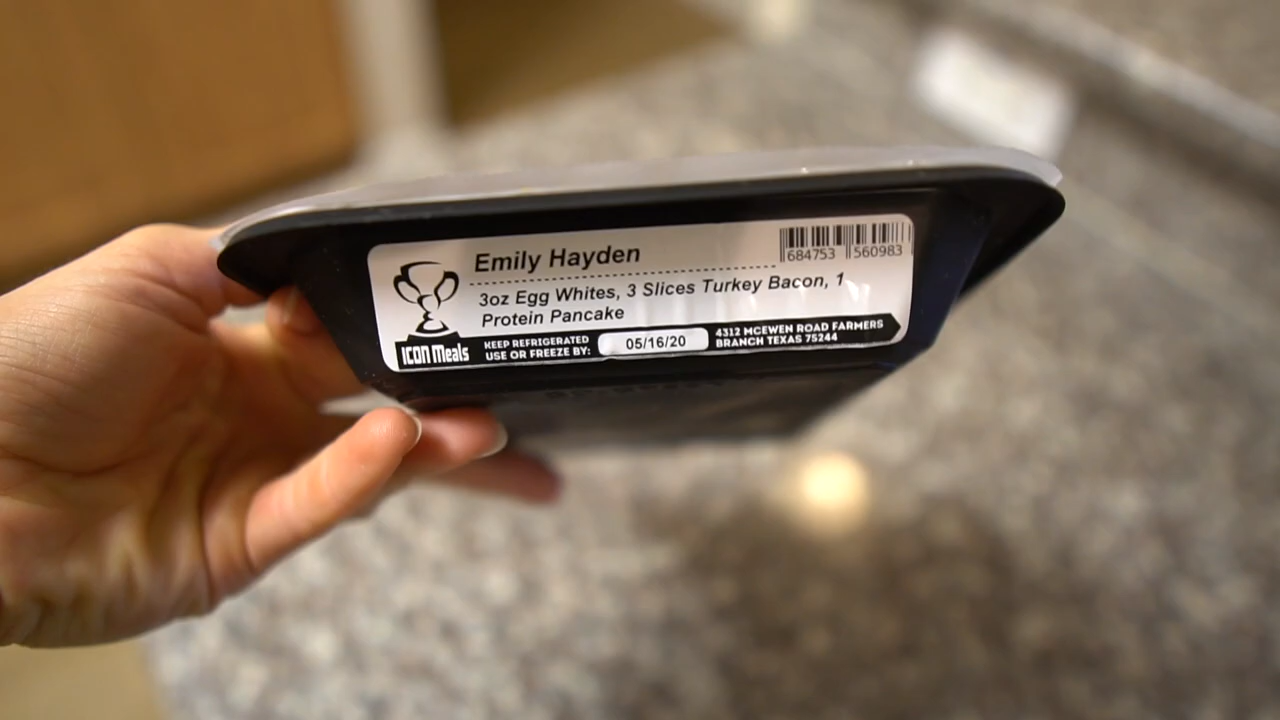 Emily Hayden
684753 560983
3oz Egg Whites, 3 Slices Turkey Bacon, 1
Protein Pancake
ICON Meals
KEEP REFRIGERATED
USE OR FREEZE BY:
05/16/20
4312 MCEWEN ROAD FARMERS
BRANCH TEXAS 75244